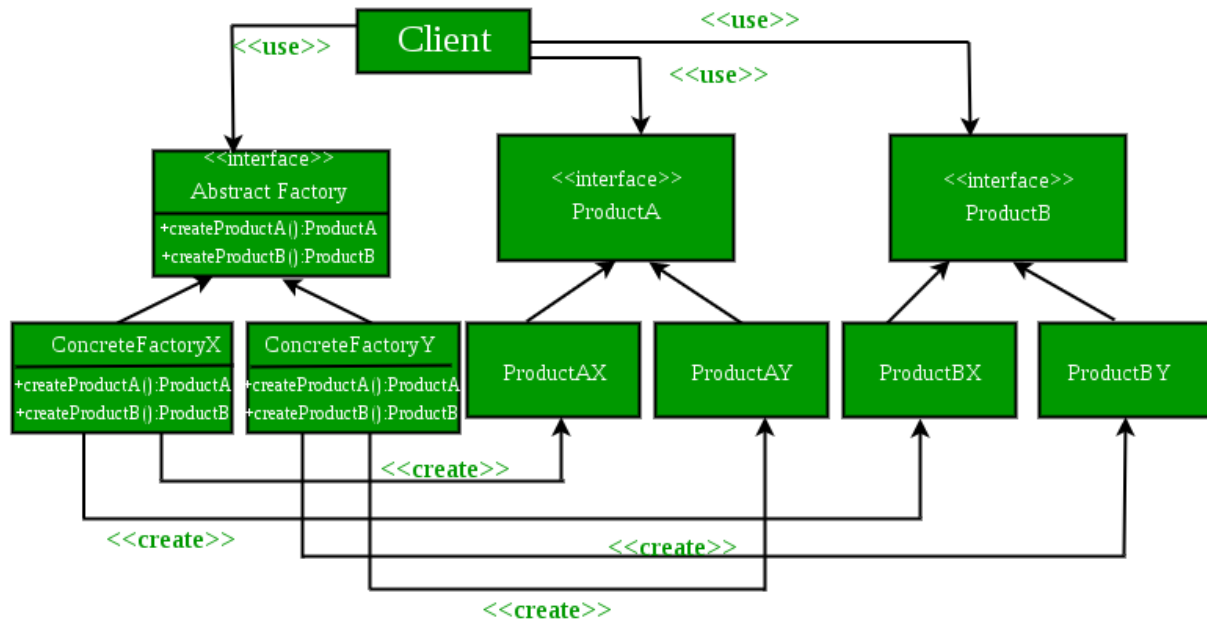 Client
<<use>>
<<use>>
<<use>>
<<interface>>
Abstract Factory
+createProductA():ProductA
+createProductB():ProductB
<<interface>>
ProductA
<<interface>>
ProductB
ConcreteFactoryX
+createProductA():ProductA
+createProductB():ProductB
ConcreteFactoryY
+createProductA():ProductA
+createProductB():ProductB
ProductAX
ProductAY
ProductBX
ProductBY
<<create>>
<<create>>
<<create>>
<<create>>